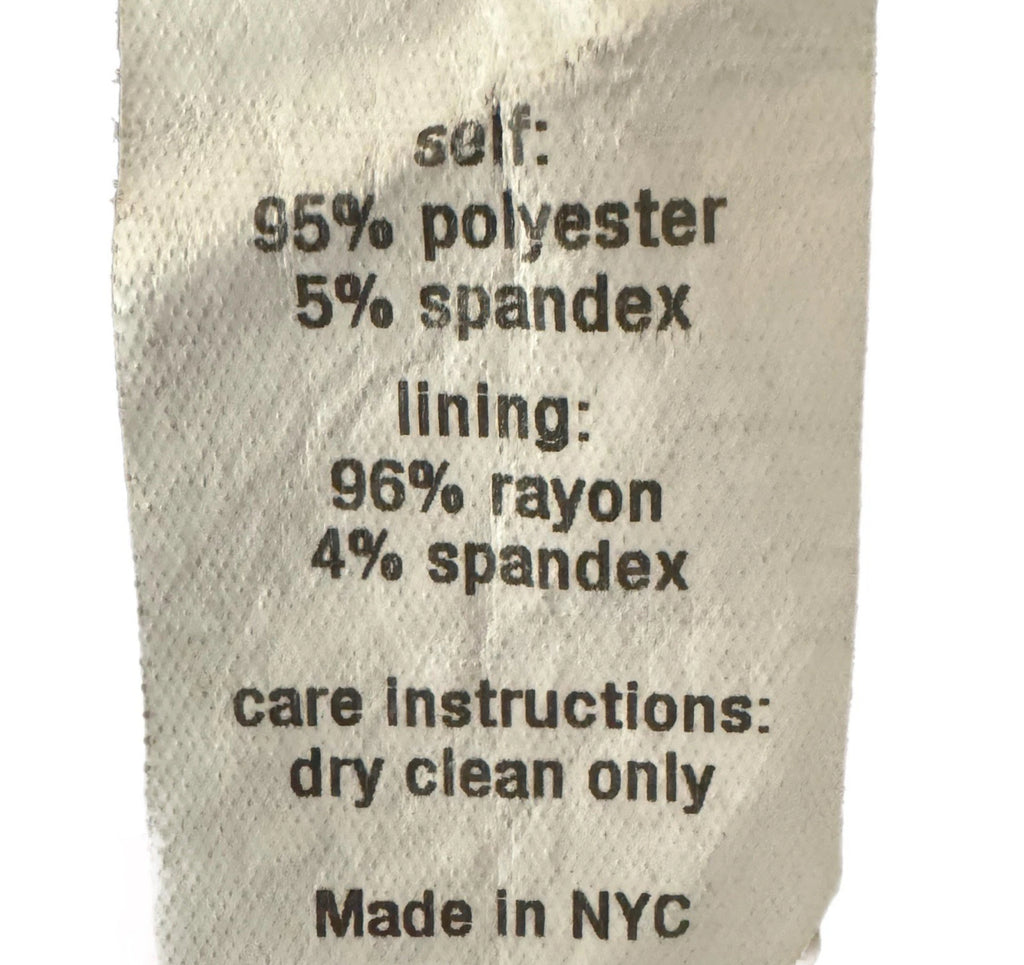 self:
95% polyester
5% spandex
lining:
96% rayon
4% spandex
care instructions:
dry clean only
Made in NYC